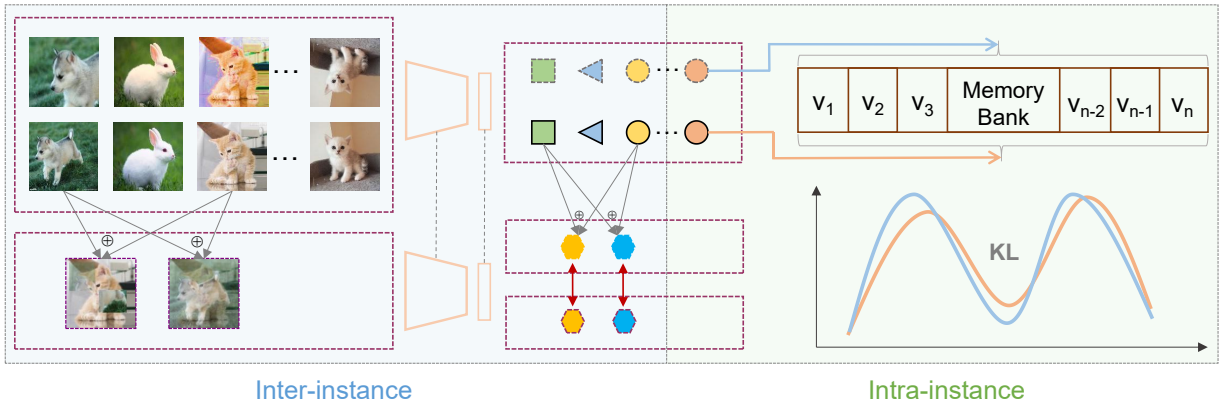 ...
...
...
...
⊕ ⊕
⊕ ⊕
v1 v2 v3 Memory Bank vn-2 vn-1 vn
KL
Inter-instance
Intra-instance